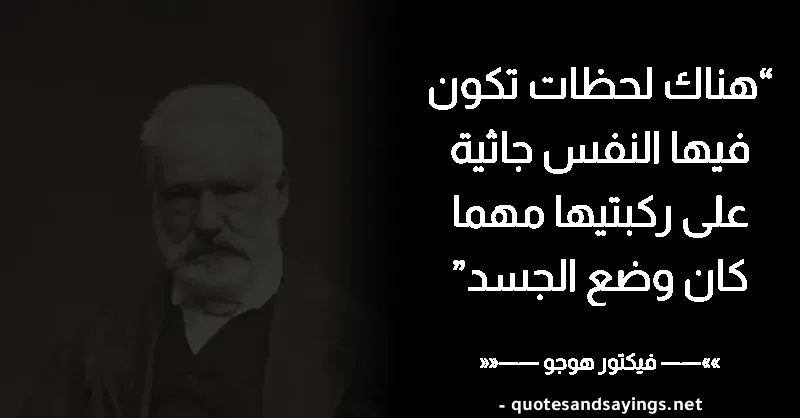 “هناك لحظات تكون
فيها النفس جاثية
على ركبتيها مهما
كان وضع الجسد”
»»—— فيكتور هوجو ——««
- quotesandsayings.net